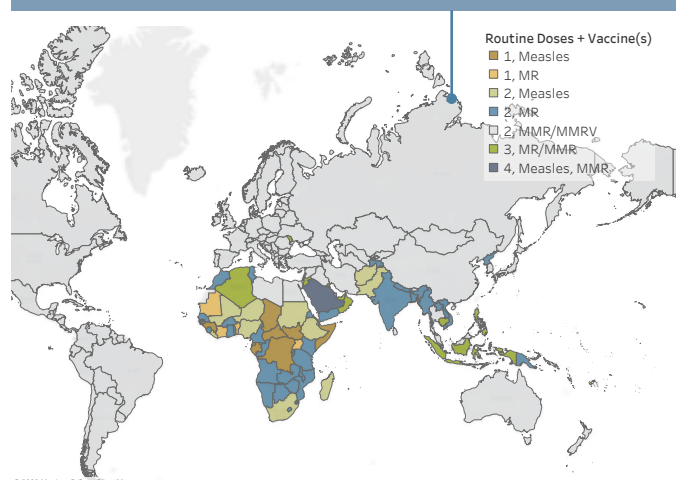 Routine Doses + Vaccine(s)
1, Measles
1, MR
2, Measles
2, MR
2, MMR/MMRV
3, MR/MMR
4, Measles, MMR